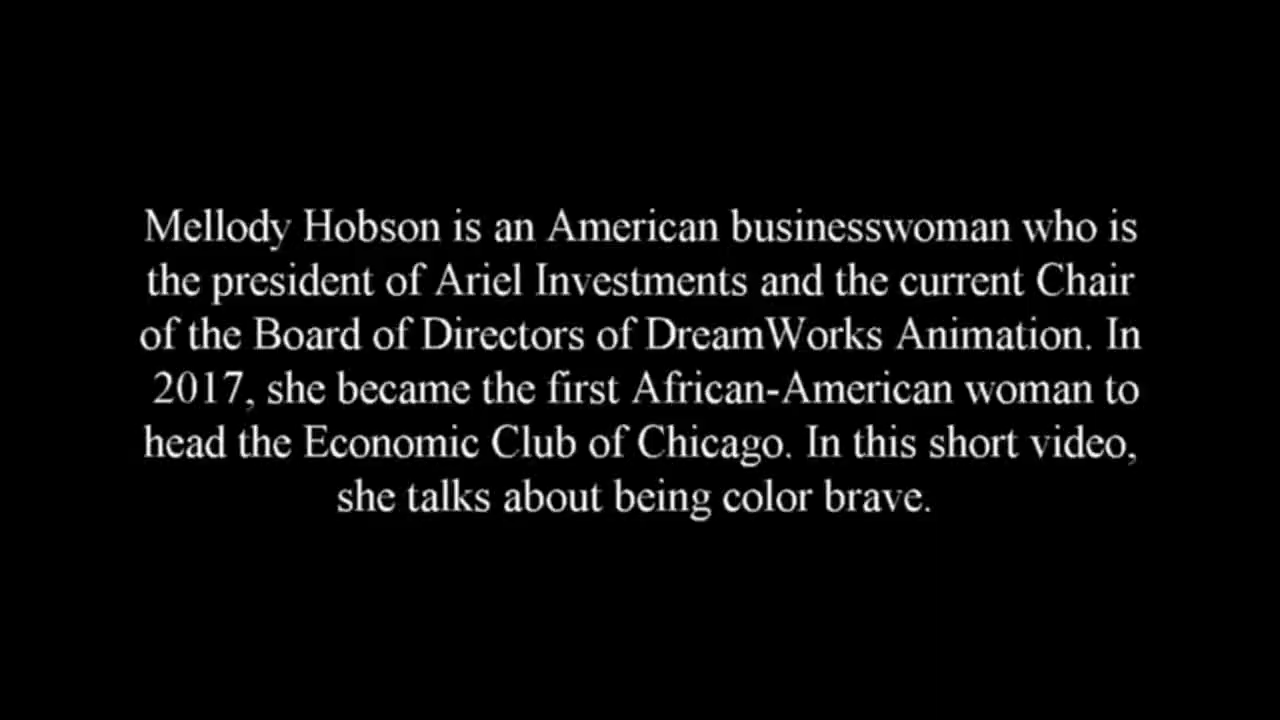 Mellody Hobson is an American businesswoman who is
the president of Ariel Investments and the current Chair
of the Board of Directors of DreamWorks Animation. In
2017, she became the first African-American woman to
head the Economic Club of Chicago. In this short video,
she talks about being color brave.